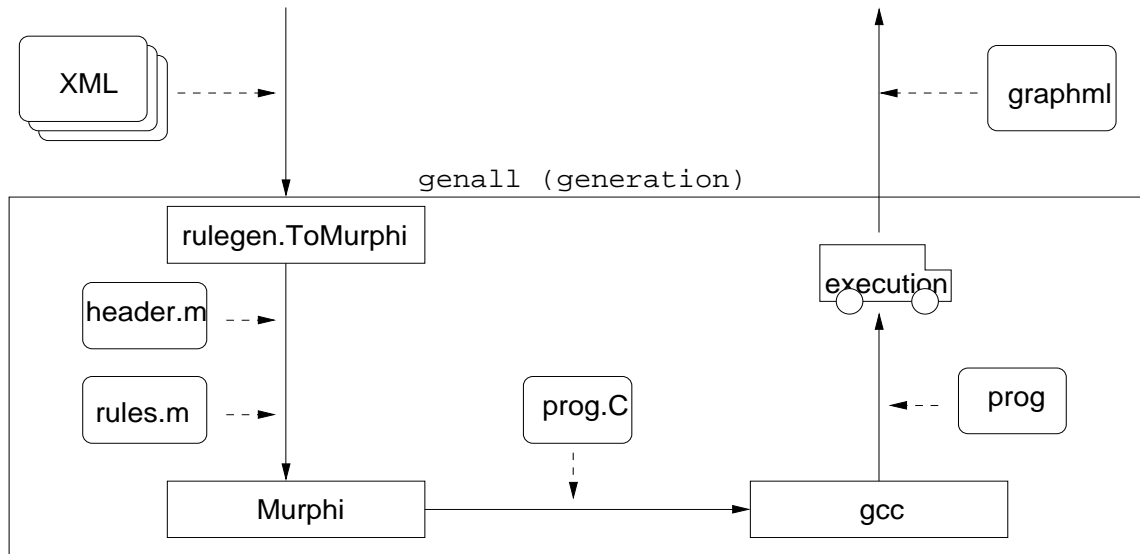 XML
graphml
genall (generation)
rulegen.ToMurphi
execution
header.m
rules.m
prog.C
prog
Murphi
gcc